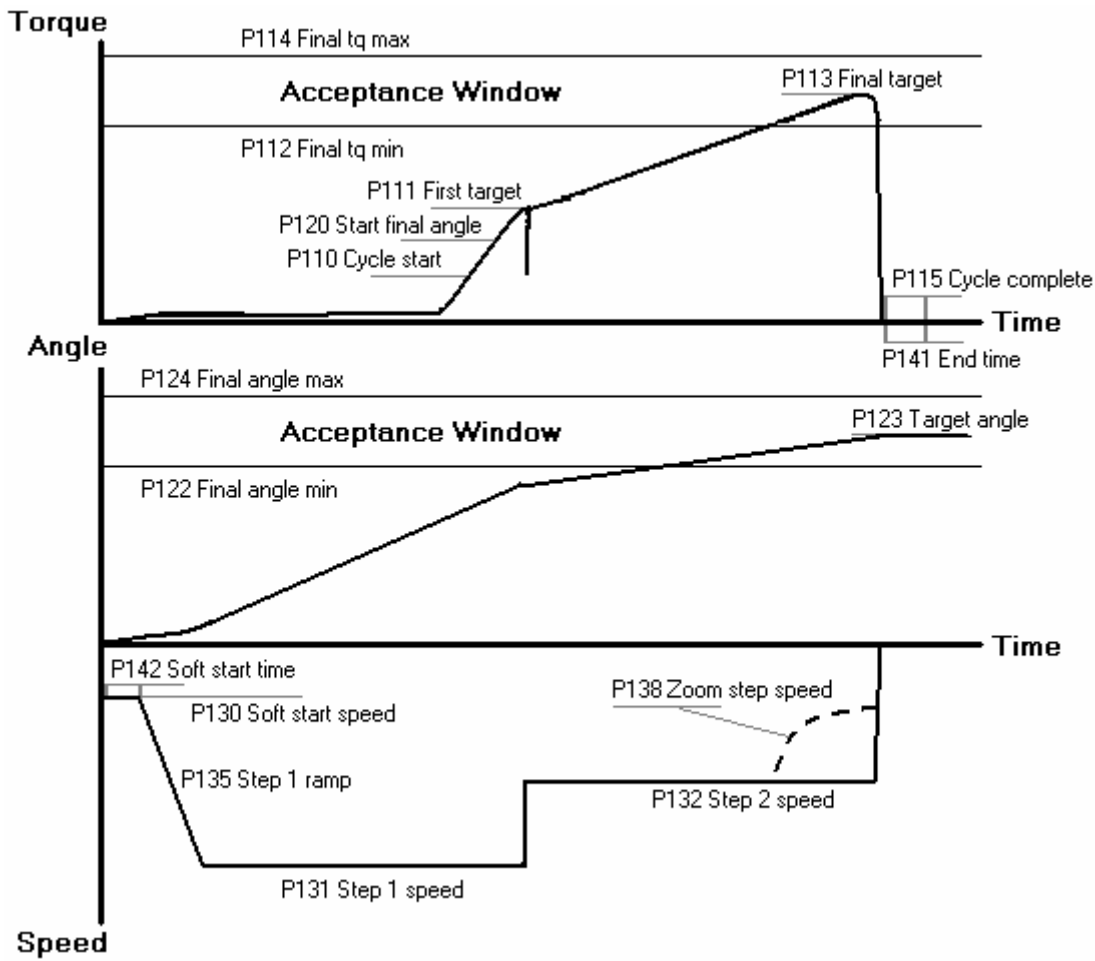 Torque
P114 Final tq max
P113 Final target
Acceptance Window
P112 Final tq min
P111 First target
P120 Start final angle
P110 Cycle start
P115 Cycle complete
Time
P141 End time
Angle
P124 Final angle max
P123 Target angle
Acceptance Window
P122 Final angle min
Time
P142 Soft start time
P138 Zoom step speed
P130 Soft start speed
P135 Step 1 ramp
P132 Step 2 speed
P131 Step 1 speed
Speed